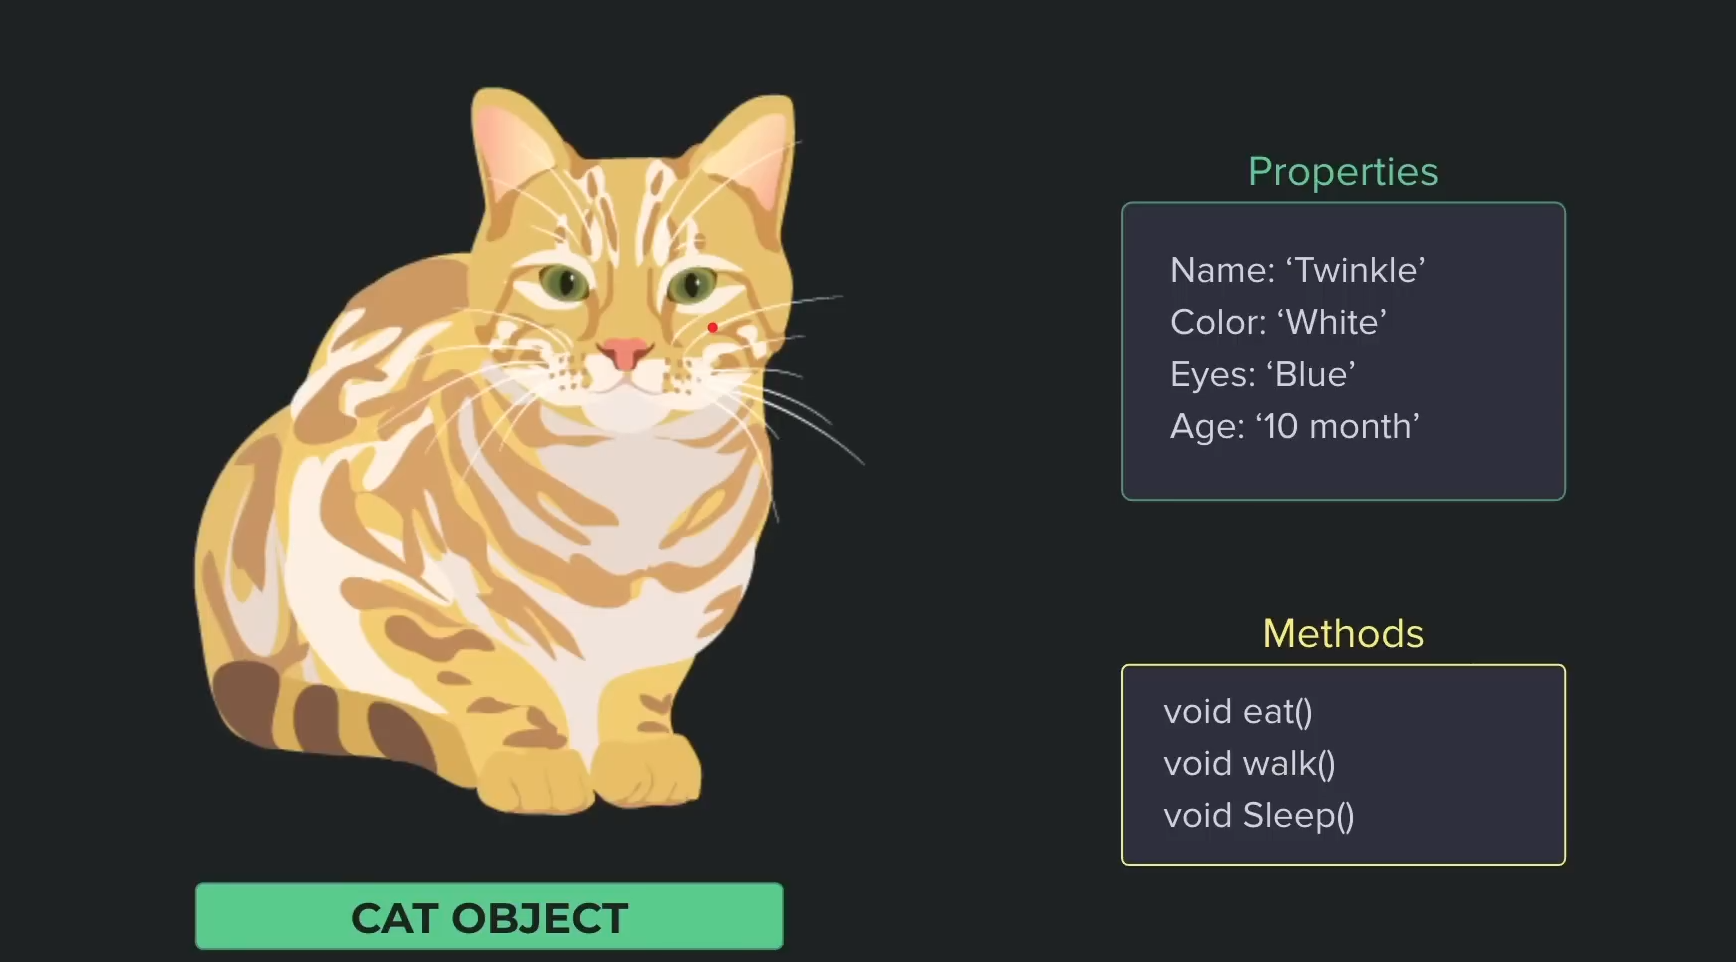 Properties
Name: ‘Twinkle’
Color: ‘White’
Eyes: ‘Blue’
Age: ‘10 month’
Methods
void eat()
void walk()
void Sleep()
CAT OBJECT